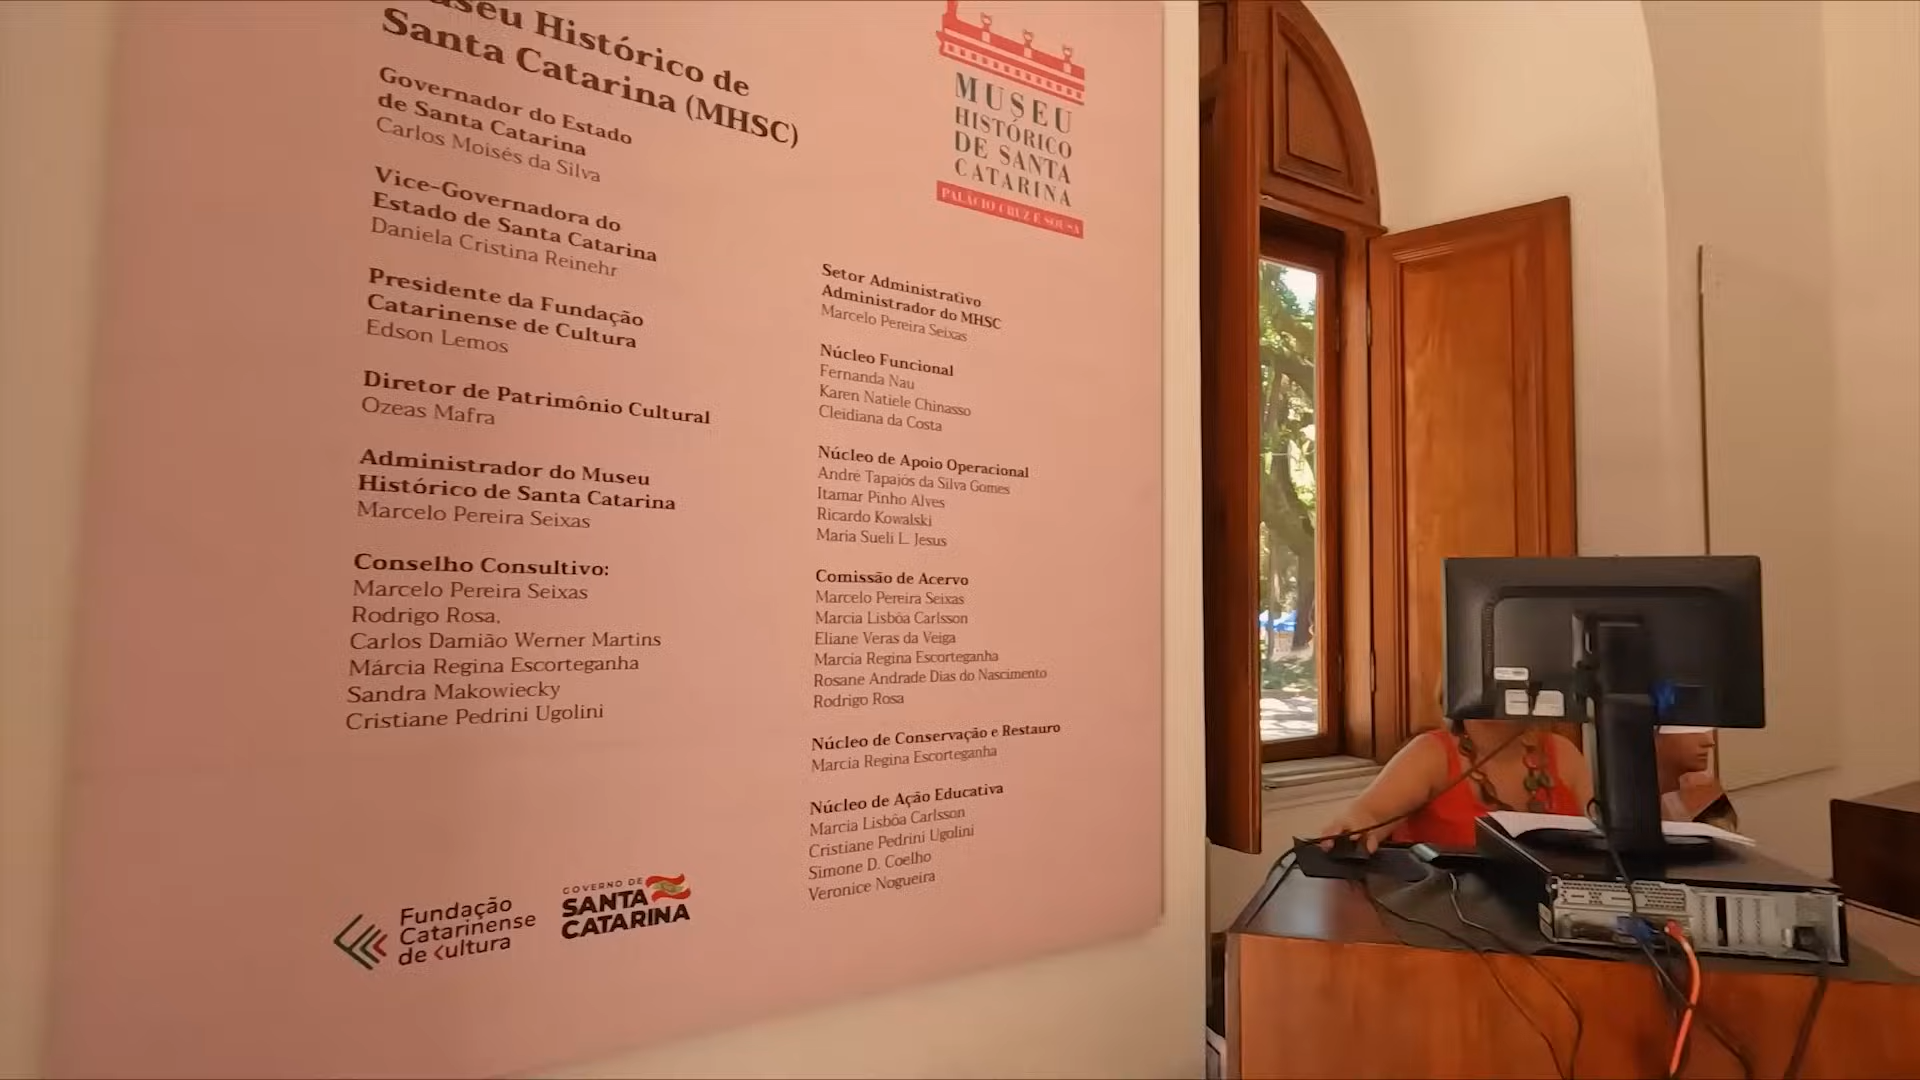 Museu Histórico de
Santa Catarina (MHSC)
Governador do Estado
de Santa Catarina
Carlos Moisés da Silva
Vice-Governadora do
Estado de Santa Catarina
Daniela Cristina Reinehr
Presidente da Fundação
Catarinense de Cultura
Edson Lemos
Diretor de Patrimônio Cultural
Ozeas Mafra
Administrador do Museu
Histórico de Santa Catarina
Marcelo Pereira Seixas
Conselho Consultivo:
Marcelo Pereira Seixas
Rodrigo Rosa,
Carlos Damião Werner Martins
Márcia Regina Escorteganha
Sandra Makowiecky
Cristiane Pedrini Ugolini
Fundação
Catarinense
de Cultura
GOVERNO DE
SANTA
CATARINA
MUSEU
HISTÓRICO
DE SANTA
CATARINA
PALÁCIO CRUZ E SOUSA
Setor Administrativo
Administrador do MHSC
Marcelo Pereira Seixas
Núcleo Funcional
Fernanda Nau
Karen Natiele Chinasso
Cleidiana da Costa
Núcleo de Apoio Operacional
André Tapajós da Silva Gomes
Itamar Pinho Alves
Ricardo Kowalski
Maria Sueli L. Jesus
Comissão de Acervo
Marcelo Pereira Seixas
Marcia Lisbôa Carlsson
Eliane Veras da Veiga
Marcia Regina Escorteganha
Rosane Andrade Dias do Nascimento
Rodrigo Rosa
Núcleo de Conservação e Restauro
Marcia Regina Escorteganha
Núcleo de Ação Educativa
Marcia Lisbôa Carlsson
Cristiane Pedrini Ugolini
Simone D. Coelho
Veronice Nogueira